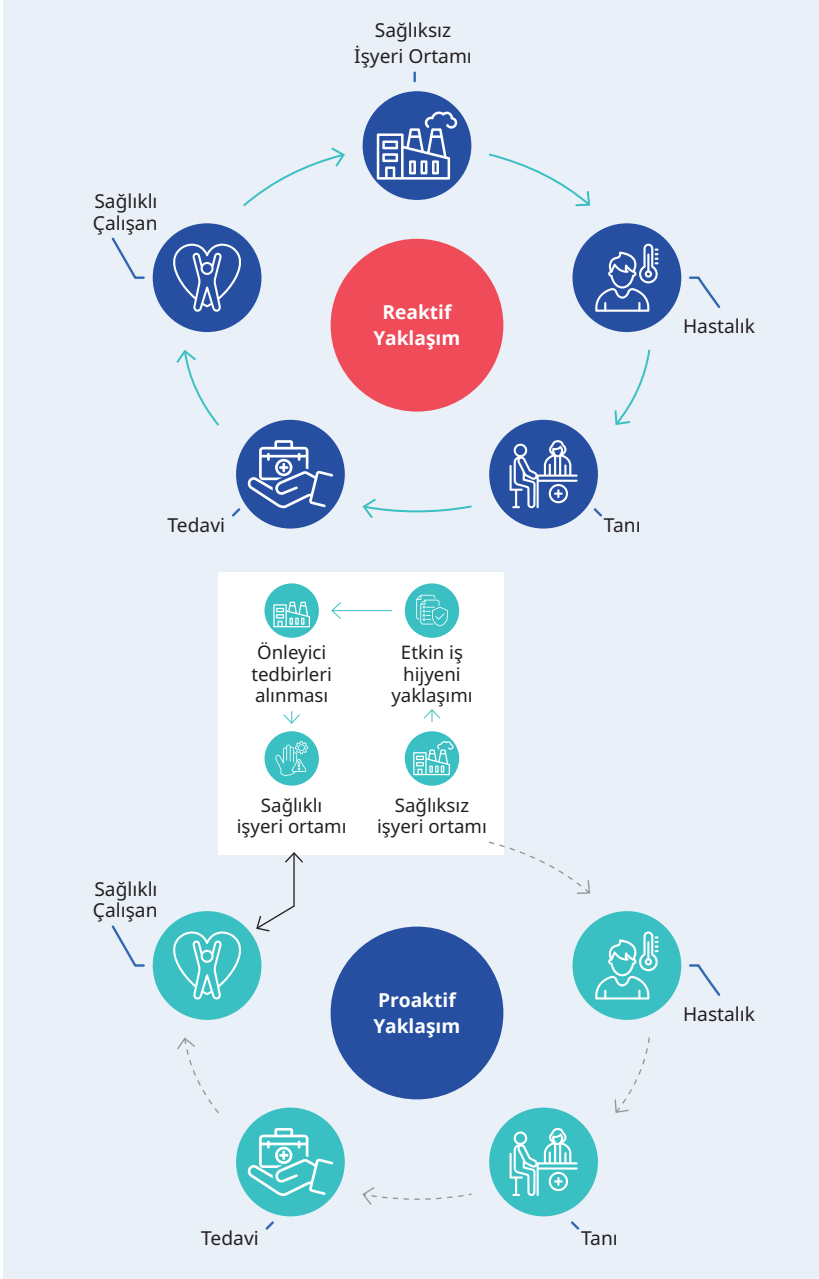 Sağlıksız
İşyeri Ortamı
Sağlıklı
Çalışan
Reaktif
Yaklaşım
Hastalık
Tedavi
Tanı
Önleyici
tedbirleri
alınması
Etkin iş
hijyeni
yaklaşımı
Sağlıklı
işyeri ortamı
Sağlıksız
işyeri ortamı
Sağlıklı
Çalışan
Proaktif
Yaklaşım
Hastalık
Tedavi
Tanı